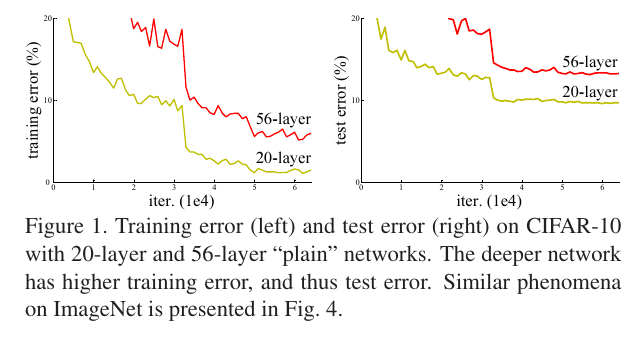 20
10
0
training error (%)
0 1 2 3 4 5 6
iter. (1e4)
56-layer
20-layer
20
10
0
test error (%)
0 1 2 3 4 5 6
iter. (1e4)
56-layer
20-layer
Figure 1. Training error (left) and test error (right) on CIFAR-10
with 20-layer and 56-layer “plain” networks. The deeper network
has higher training error, and thus test error. Similar phenomena
on ImageNet is presented in Fig. 4.